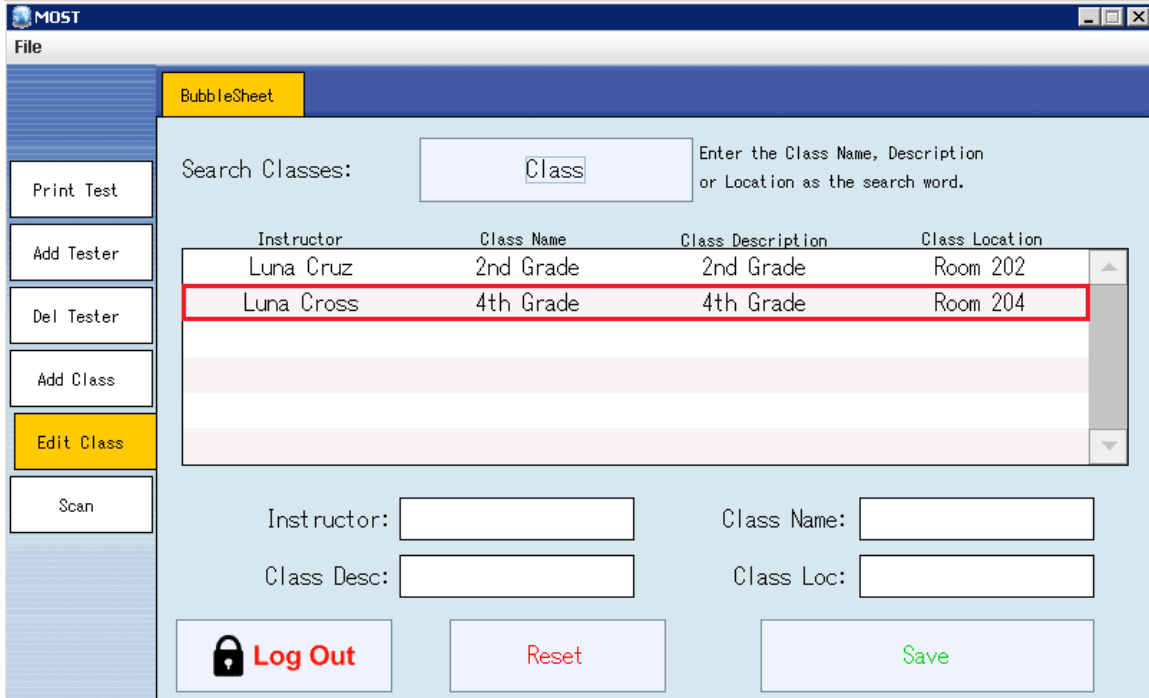 MOST
File
BubbleSheet
Search Classes:
Class
Enter the Class Name, Description
or Location as the search word.
Print Test
Add Tester
Del Tester
Add Class
Edit Class
Scan
Instructor Class Name Class Description Class Location
Luna Cruz 2nd Grade 2nd Grade Room 202
Luna Cross 4th Grade 4th Grade Room 204
Instructor: Class Name:
Class Desc: Class Loc:
Log Out Reset Save